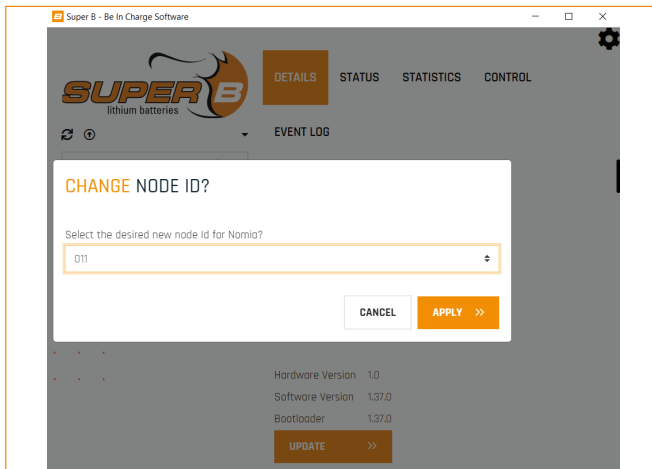 Super B - Be In Charge Software
SUPER B
lithium batteries
DETAILS STATUS STATISTICS CONTROL
EVENT LOG
CHANGE NODE ID?
Select the desired new node Id for Nomia?
011
CANCEL APPLY
Hardware Version 1.0
Software Version 1.37.0
Bootloader 1.37.0
UPDATE